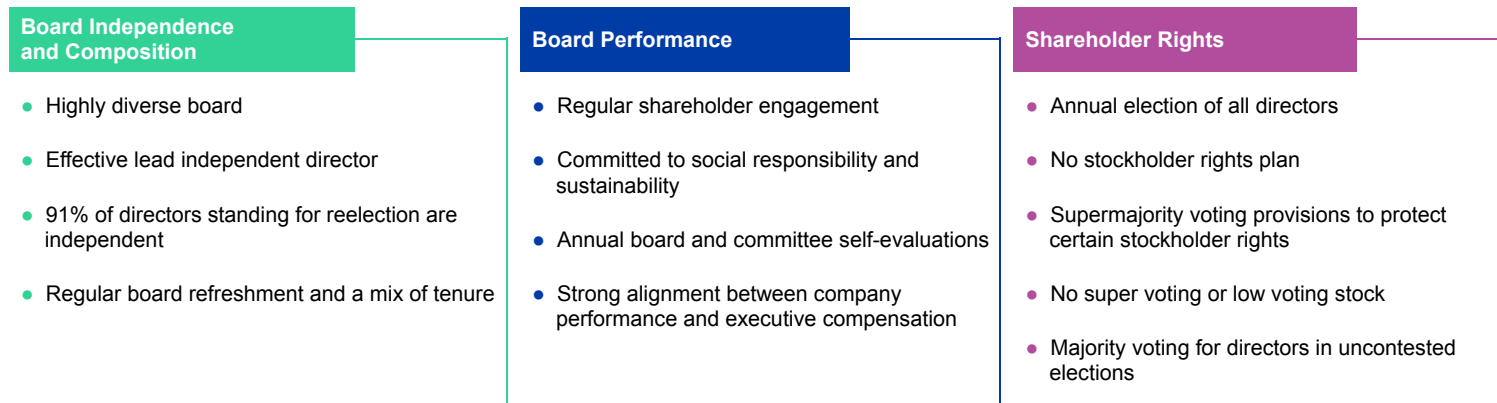 Board Independence
and Composition
● Highly diverse board
● Effective lead independent director
● 91% of directors standing for reelection are
independent
● Regular board refreshment and a mix of tenure
Board Performance
● Regular shareholder engagement
● Committed to social responsibility and
sustainability
● Annual board and committee self-evaluations
● Strong alignment between company
performance and executive compensation
Shareholder Rights
● Annual election of all directors
● No stockholder rights plan
● Supermajority voting provisions to protect
certain stockholder rights
● No super voting or low voting stock
● Majority voting for directors in uncontested
elections